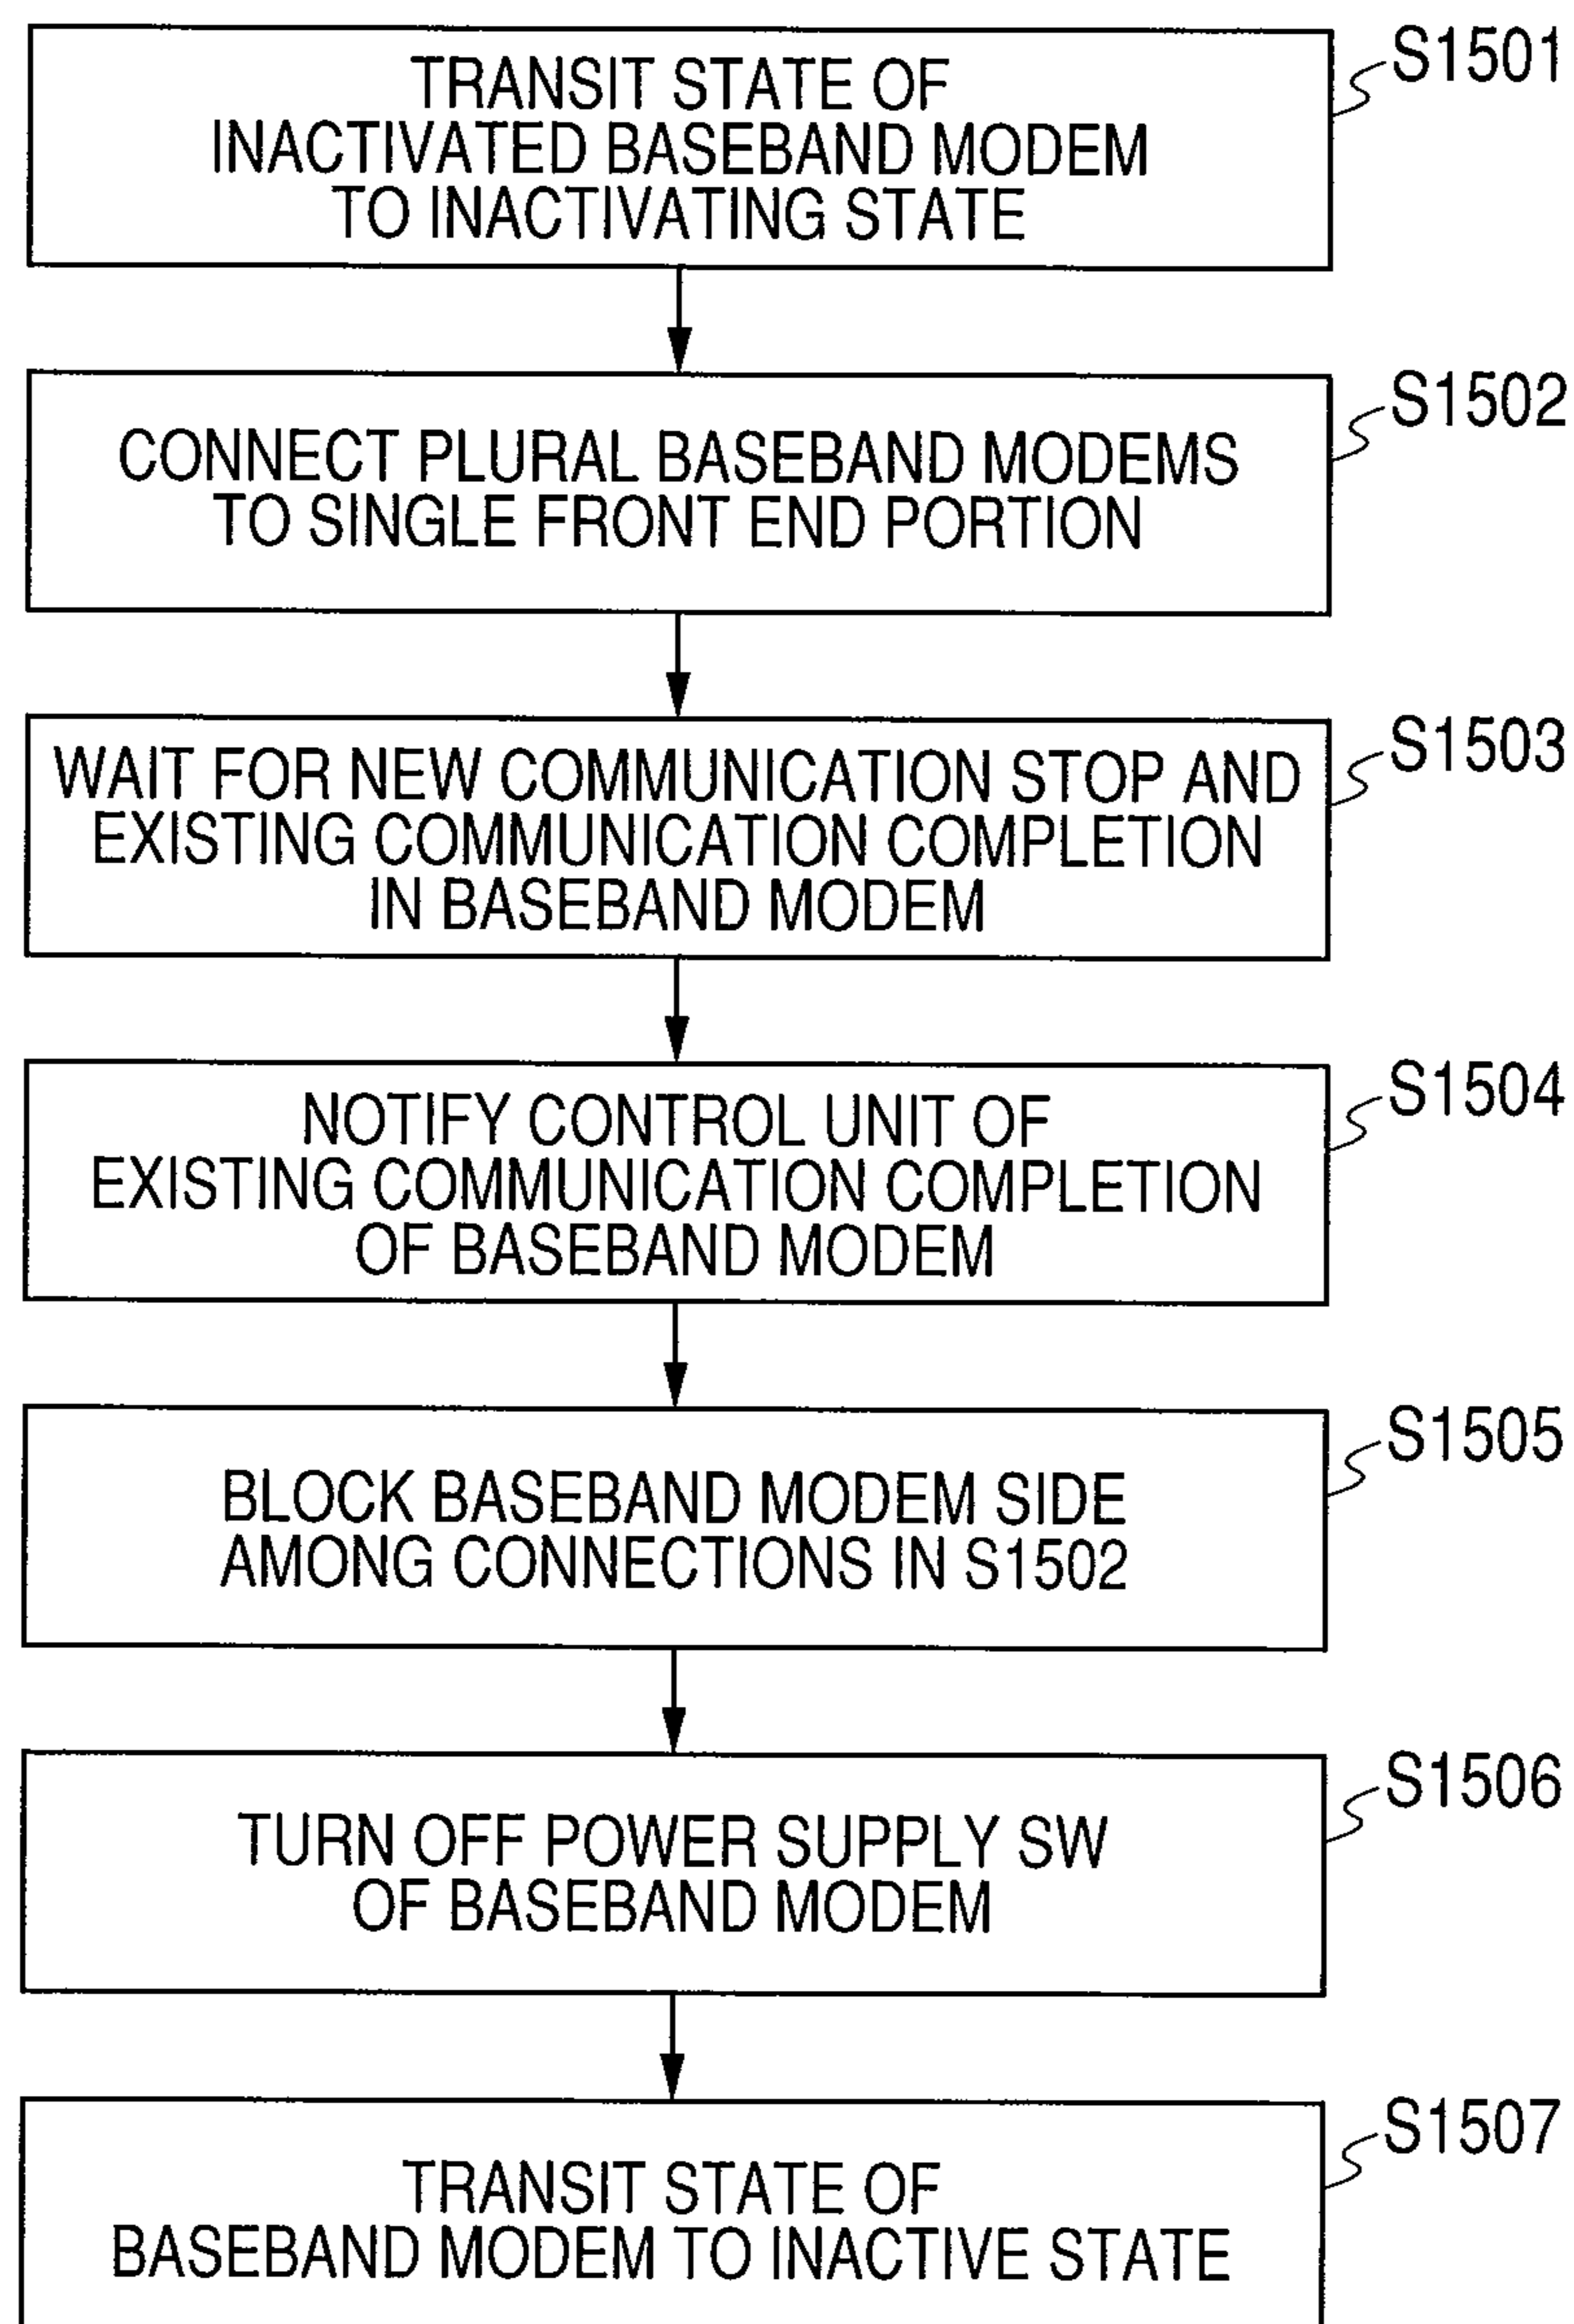 S1501
TRANSIT STATE OF
INACTIVATED BASEBAND MODEM
TO INACTIVATING STATE
S1502
CONNECT PLURAL BASEBAND MODEMS
TO SINGLE FRONT END PORTION
S1503
WAIT FOR NEW COMMUNICATION STOP AND
EXISTING COMMUNICATION COMPLETION
IN BASEBAND MODEM
S1504
NOTIFY CONTROL UNIT OF
EXISTING COMMUNICATION COMPLETION
OF BASEBAND MODEM
S1505
BLOCK BASEBAND MODEM SIDE
AMONG CONNECTIONS IN S1502
S1506
TURN OFF POWER SUPPLY SW
OF BASEBAND MODEM
S1507
TRANSIT STATE OF
BASEBAND MODEM TO INACTIVE STATE